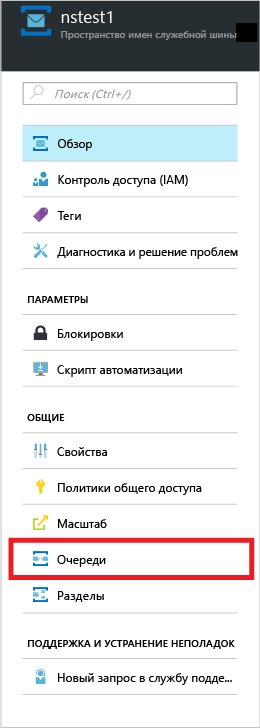 nstest1
Пространство имен служебной шины
Поиск (Ctrl+/)
Обзор
Контроль доступа (IAM)
Теги
Диагностика и решение проблем
ПАРАМЕТРЫ
Блокировки
Скрипт автоматизации
ОБЩИЕ
Свойства
Политики общего доступа
Масштаб
Очереди
Разделы
ПОДДЕРЖКА И УСТРАНЕНИЕ НЕПОЛАДОК
Новый запрос в службу подде...